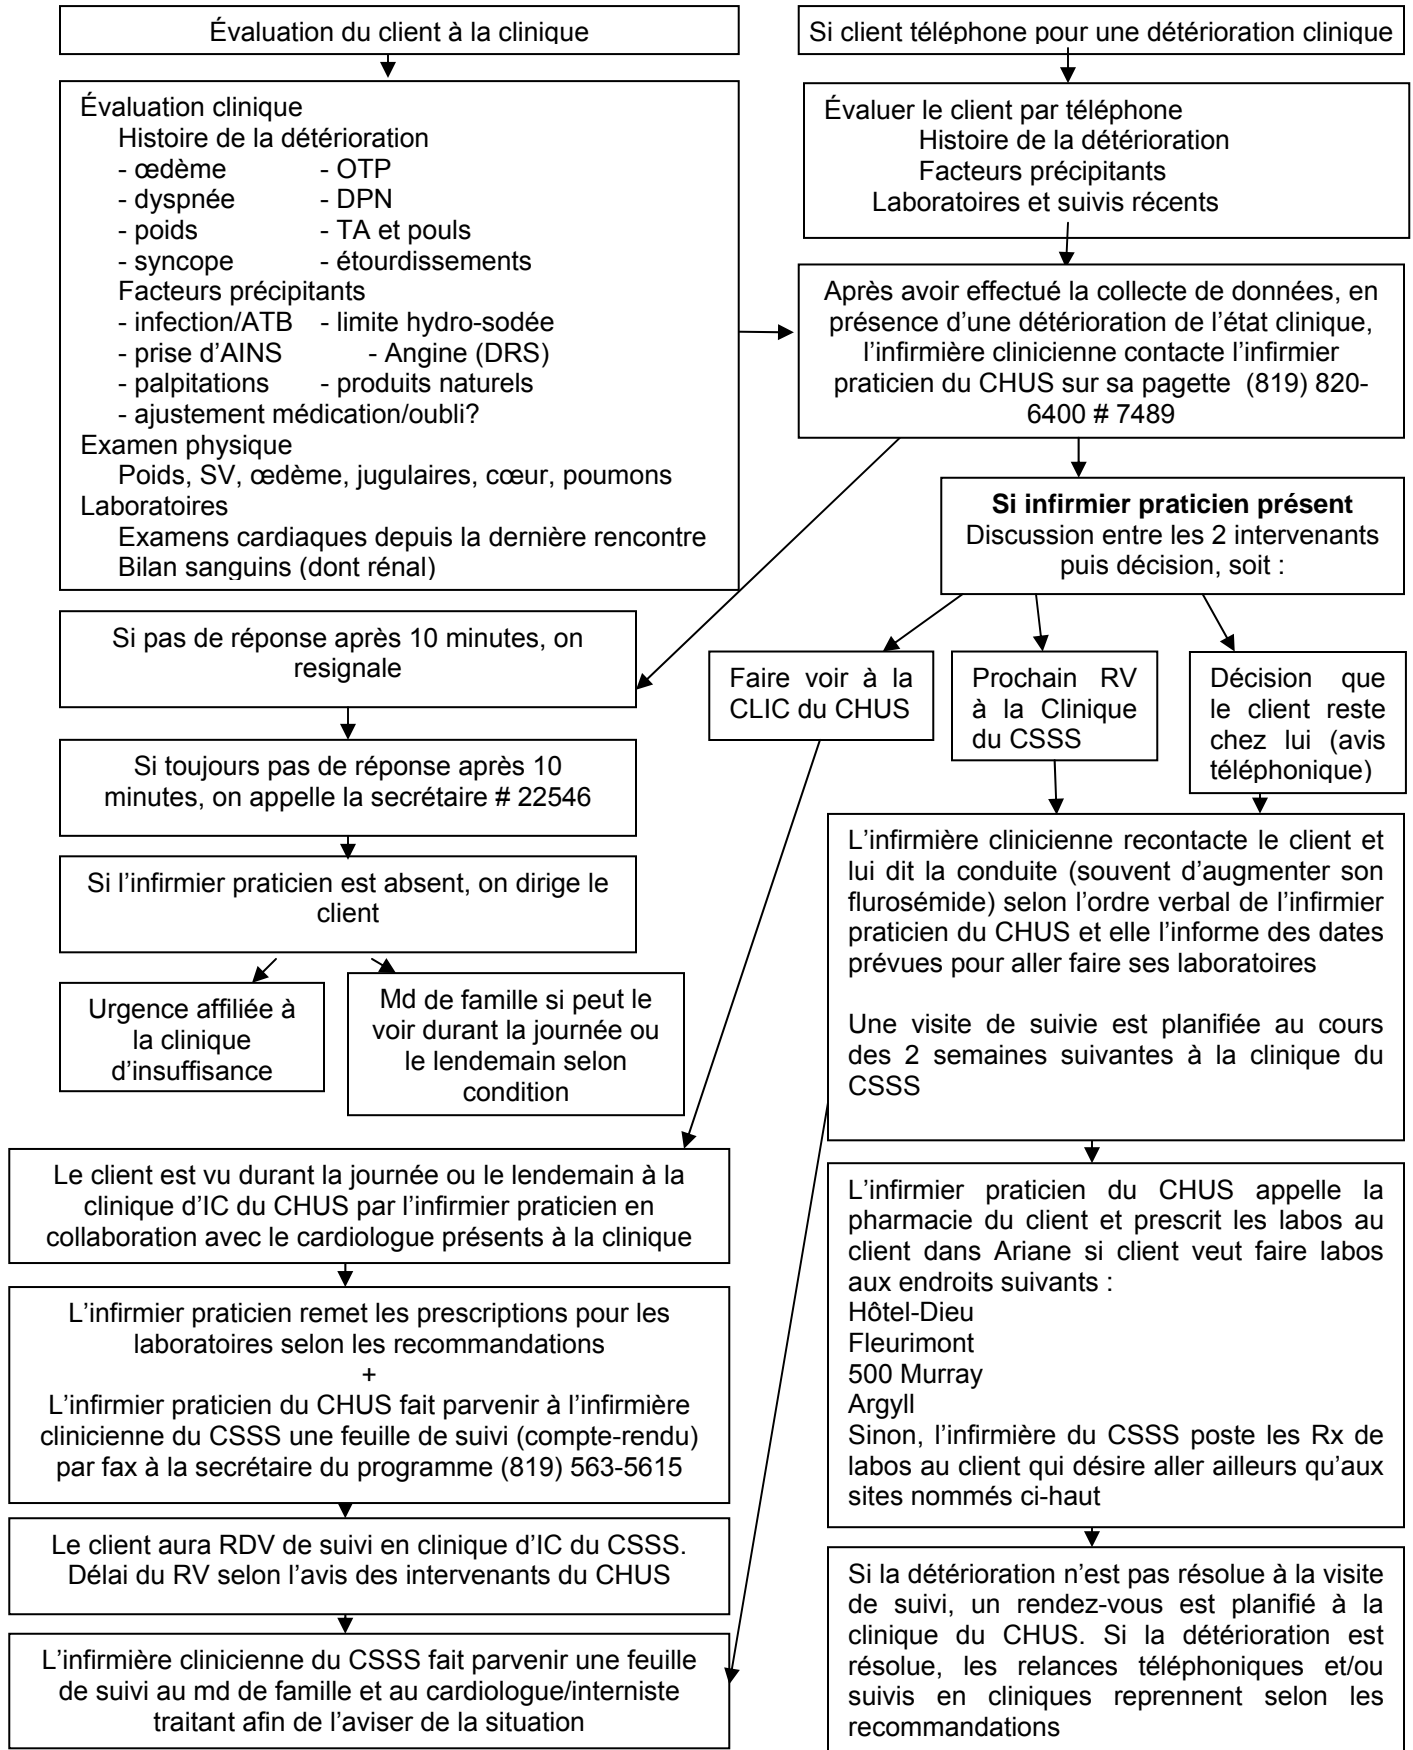 Évaluation du client à la clinique
Évaluation clinique
Histoire de la détérioration
- œdème - OTP
- dyspnée - DPN
- poids - TA et pouls
- syncope - étourdissements
Facteurs précipitants
- infection/ATB - limite hydro-sodée
- prise d’AINS - Angine (DRS)
- palpitations - produits naturels
- ajustement médication/oubli?
Examen physique
Poids, SV, œdème, jugulaires, cœur, poumons
Laboratoires
Examens cardiaques depuis la dernière rencontre
Bilan sanguins (dont rénal)
Si client téléphone pour une détérioration clinique
Évaluer le client par téléphone
Histoire de la détérioration
Facteurs précipitants
Laboratoires et suivis récents
Après avoir effectué la collecte de données, en
présence d’une détérioration de l’état clinique,
l’infirmière clinicienne contacte l’infirmier
praticien du CHUS sur sa pagette (819) 820-
6400 # 7489
Si infirmier praticien présent
Discussion entre les 2 intervenants
puis décision, soit :
Si pas de réponse après 10 minutes, on
resignale
Si toujours pas de réponse après 10
minutes, on appelle la secrétaire # 22546
Si l’infirmier praticien est absent, on dirige le
client
Urgence affiliée à
la clinique
d’insuffisance
Md de famille si peut le
voir durant la journée ou
le lendemain selon
condition
Faire voir à la
CLIC du CHUS
Prochain RV
à la Clinique
du CSSS
Décision que
le client reste
chez lui (avis
téléphonique)
L’infirmière clinicienne recontacte le client et
lui dit la conduite (souvent d’augmenter son
flurosémide) selon l’ordre verbal de l’infirmier
praticien du CHUS et elle l’informe des dates
prévues pour aller faire ses laboratoires
Une visite de suivie est planifiée au cours
des 2 semaines suivantes à la clinique du
CSSS
Le client est vu durant la journée ou le lendemain à la
clinique d’IC du CHUS par l’infirmier praticien en
collaboration avec le cardiologue présents à la clinique
L’infirmier praticien remet les prescriptions pour les
laboratoires selon les recommandations
+
L’infirmier praticien du CHUS fait parvenir à l’infirmière
clinicienne du CSSS une feuille de suivi (compte-rendu)
par fax à la secrétaire du programme (819) 563-5615
Le client aura RDV de suivi en clinique d’IC du CSSS.
Délai du RV selon l’avis des intervenants du CHUS
L’infirmière clinicienne du CSSS fait parvenir une feuille
de suivi au md de famille et au cardiologue/interniste
traitant afin de l’aviser de la situation
L’infirmier praticien du CHUS appelle la
pharmacie du client et prescrit les labos au
client dans Ariane si client veut faire labos
aux endroits suivants :
Hôtel-Dieu
Fleurimont
500 Murray
Argyll
Sinon, l’infirmière du CSSS poste les Rx de
labos au client qui désire aller ailleurs qu’aux
sites nommés ci-haut
Si la détérioration n’est pas résolue à la visite
de suivi, un rendez-vous est planifié à la
clinique du CHUS. Si la détérioration est
résolue, les relances téléphoniques et/ou
suivis en cliniques reprennent selon les
recommandations